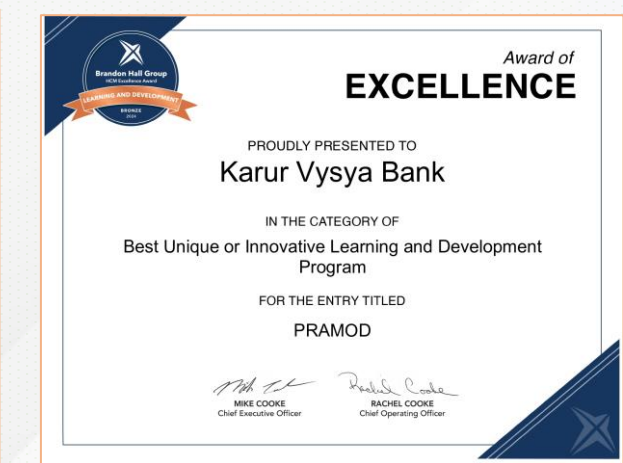 Brandon Hall Group
HCM Excellence Award
LEARNING AND DEVELOPMENT
BRONZE
2024
Award of
EXCELLENCE
PROUDLY PRESENTED TO
Karur Vysya Bank
IN THE CATEGORY OF
Best Unique or Innovative Learning and Development
Program
FOR THE ENTRY TITLED
PRAMOD
MIKE COOKE
RACHEL COOKE
Chief Executive Officer
Chief Operating Officer